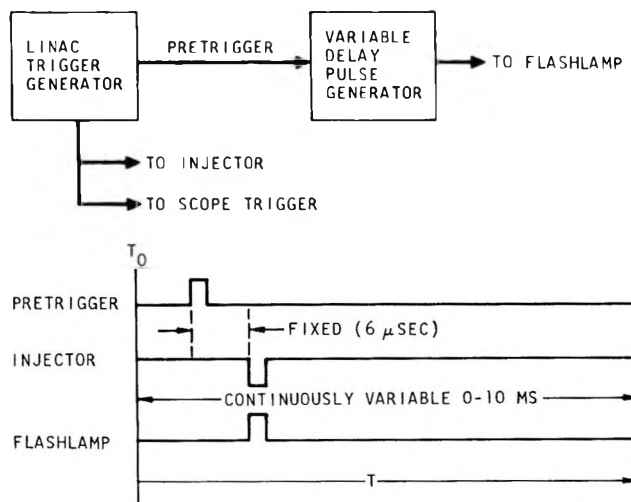 LINAC
TRIGGER
GENERATOR
PRETRIGGER
VARIABLE
DELAY
PULSE
GENERATOR
TO FLASHLAMP
TO INJECTOR
TO SCOPE TRIGGER
T0
PRETRIGGER
FIXED (6 μSEC)
INJECTOR
CONTINUOUSLY VARIABLE 0-10 MS
FLASHLAMP
T